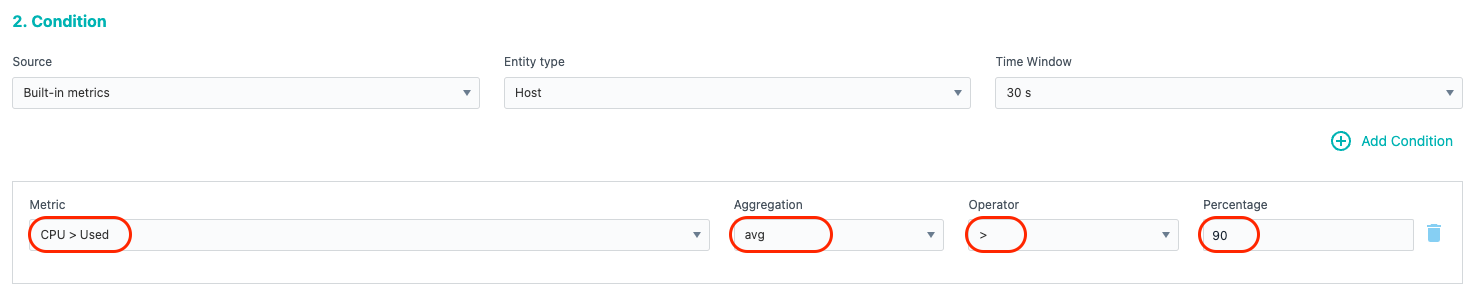 2. Condition
Source Entity type Time Window
Built-in metrics Host 30 s
Add Condition
Metric Aggregation Operator Percentage
CPU > Used avg > 90